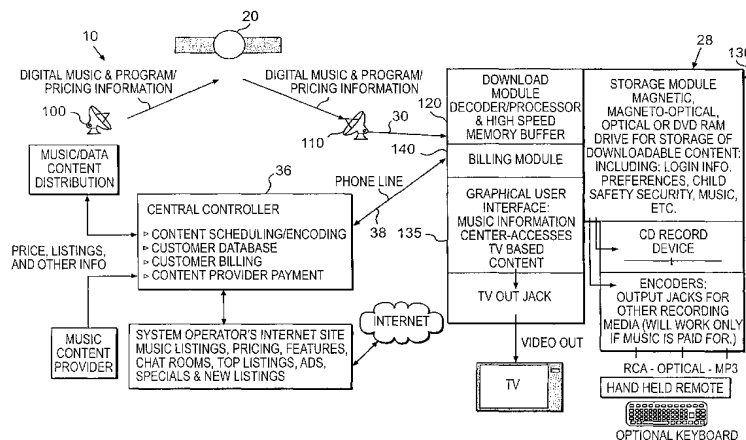 10
20
DIGITAL MUSIC & PROGRAM/
PRICING INFORMATION
DIGITAL MUSIC & PROGRAM/
PRICING INFORMATION
100
110
30
MUSIC/DATA
CONTENT
DISTRIBUTION
36
PHONE LINE
38
CENTRAL CONTROLLER
▹ CONTENT SCHEDULING/ENCODING
▹ CUSTOMER DATABASE
▹ CUSTOMER BILLING
▹ CONTENT PROVIDER PAYMENT
PRICE, LISTINGS,
AND OTHER INFO
MUSIC
CONTENT
PROVIDER
SYSTEM OPERATOR'S INTERNET SITE
MUSIC LISTINGS, PRICING, FEATURES,
CHAT ROOMS, TOP LISTINGS, ADS,
SPECIALS & NEW LISTINGS
INTERNET
120
DOWNLOAD
MODULE
DECODER/PROCESSOR
& HIGH SPEED
MEMORY BUFFER
140
BILLING MODULE
135
GRAPHICAL USER
INTERFACE:
MUSIC INFORMATION
CENTER-ACCESSES
TV BASED
CONTENT
TV OUT JACK
VIDEO OUT
TV
28
130
STORAGE MODULE
MAGNETIC,
MAGNETO-OPTICAL,
OPTICAL OR DVD RAM
DRIVE FOR STORAGE OF
DOWNLOADABLE CONTENT:
INCLUDING: LOGIN INFO.
PREFERENCES, CHILD
SAFETY SECURITY, MUSIC,
ETC.
CD RECORD
DEVICE
ENCODERS:
OUTPUT JACKS FOR
OTHER RECORDING
MEDIA (WILL WORK ONLY
IF MUSIC IS PAID FOR.)
RCA - OPTICAL - MP3
HAND HELD REMOTE
OPTIONAL KEYBOARD